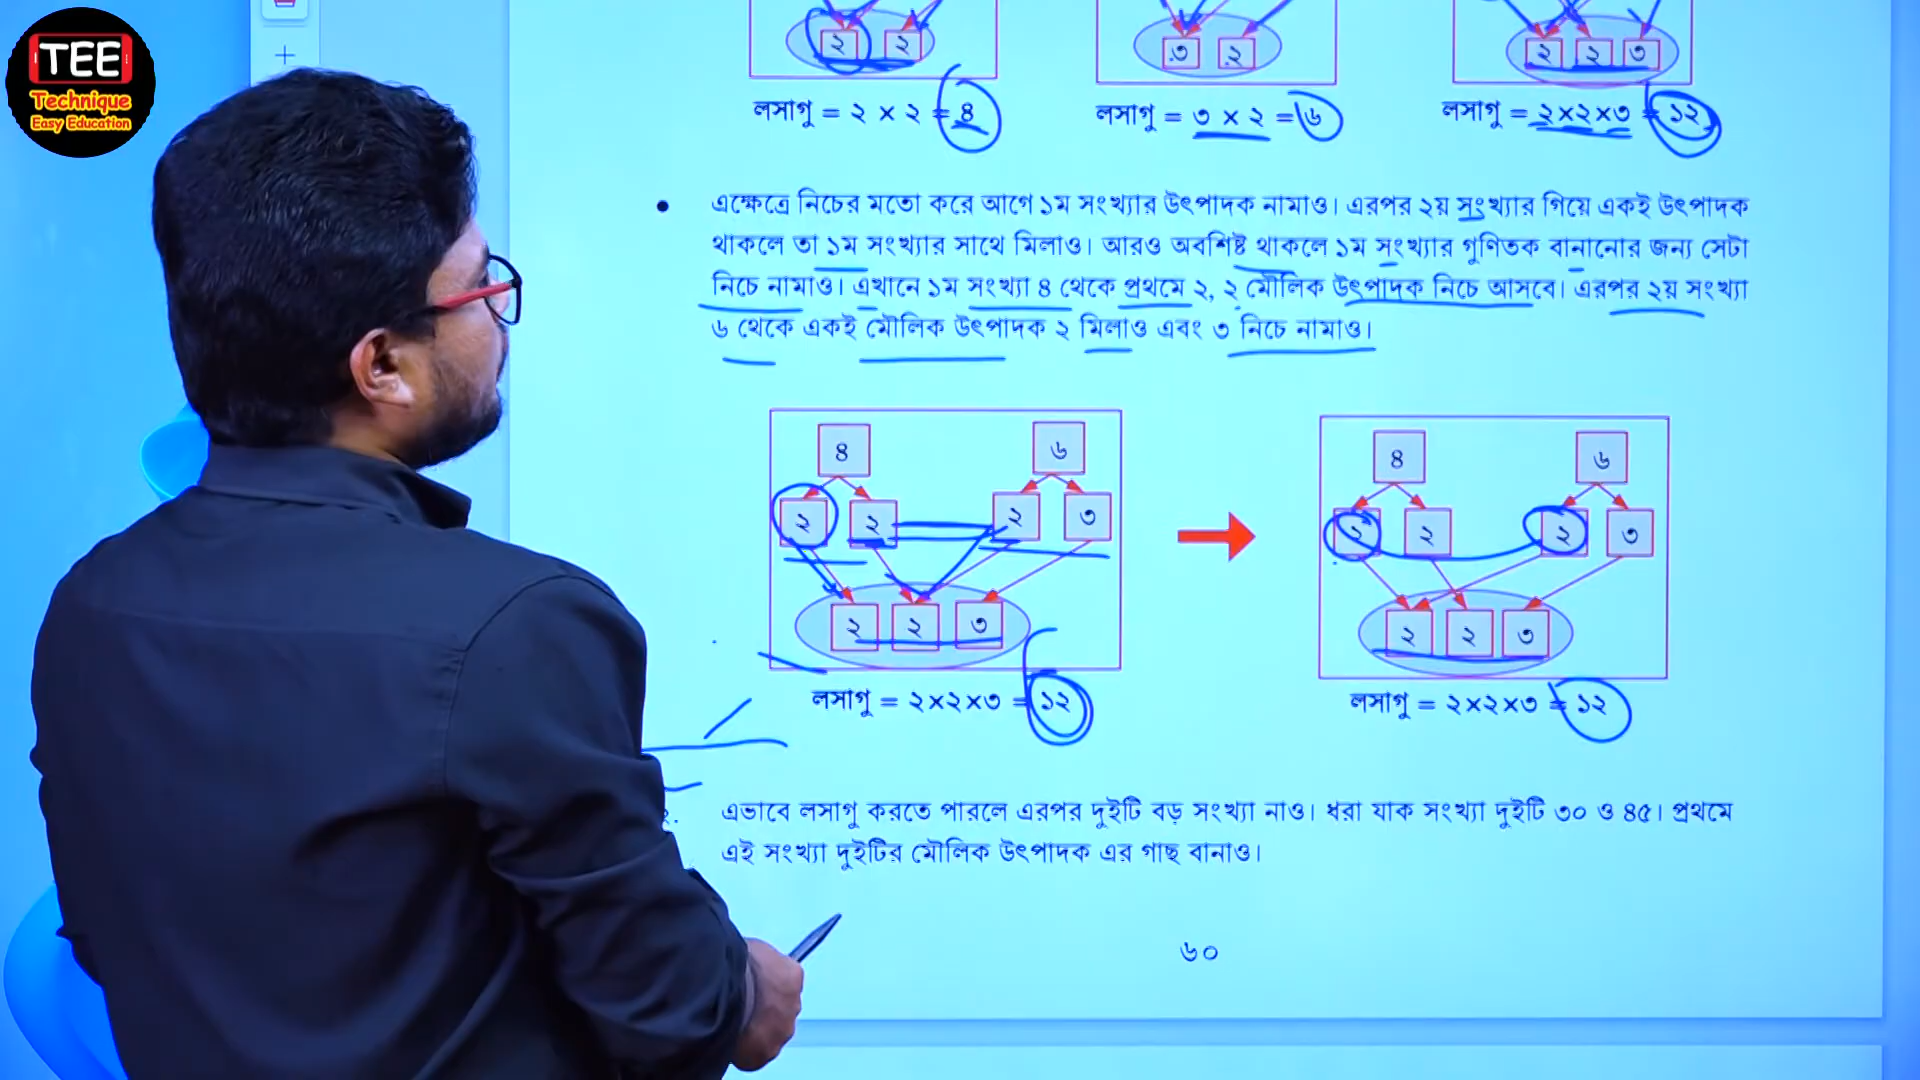 TEE
Technique
Easy Education
২ ২
৩ ২
২ ২ ৩
লসাগু = ২ × ২ = ৪
লসাগু = ৩ × ২ = ৬
লসাগু = ২×২×৩ = ১২
এক্ষেত্রে নিচের মতো করে আগে ১ম সংখ্যার উৎপাদক নামাও। এরপর ২য় সংখ্যার গিয়ে একই উৎপাদক
থাকলে তা ১ম সংখ্যার সাথে মিলাও। আরও অবশিষ্ট থাকলে ১ম সংখ্যার গুণিতক বানানোর জন্য সেটা
নিচে নামাও। এখানে ১ম সংখ্যা ৪ থেকে প্রথমে ২, ২ মৌলিক উৎপাদক নিচে আসবে। এরপর ২য় সংখ্যা
৬ থেকে একই মৌলিক উৎপাদক ২ মিলাও এবং ৩ নিচে নামাও।
৪ ৬
২ ২ ২ ৩
২ ২ ৩
লসাগু = ২×২×৩ = ১২
৪ ৬
২ ২ ৩
২ ২ ৩
লসাগু = ২×২×৩ = ১২
২. এভাবে লসাগু করতে পারলে এরপর দুইটি বড় সংখ্যা নাও। ধরা যাক সংখ্যা দুইটি ৩০ ও ৪৫। প্রথমে
এই সংখ্যা দুইটির মৌলিক উৎপাদক এর গাছ বানাও।
৬০